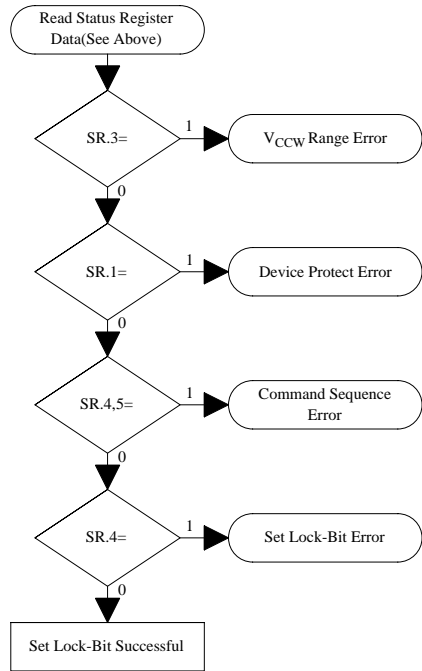 Read Status Register
Data(See Above)
SR.3=
1
VCCW Range Error
0
SR.1=
1
Device Protect Error
0
SR.4,5=
1
Command Sequence
Error
0
SR.4=
1
Set Lock-Bit Error
0
Set Lock-Bit Successful